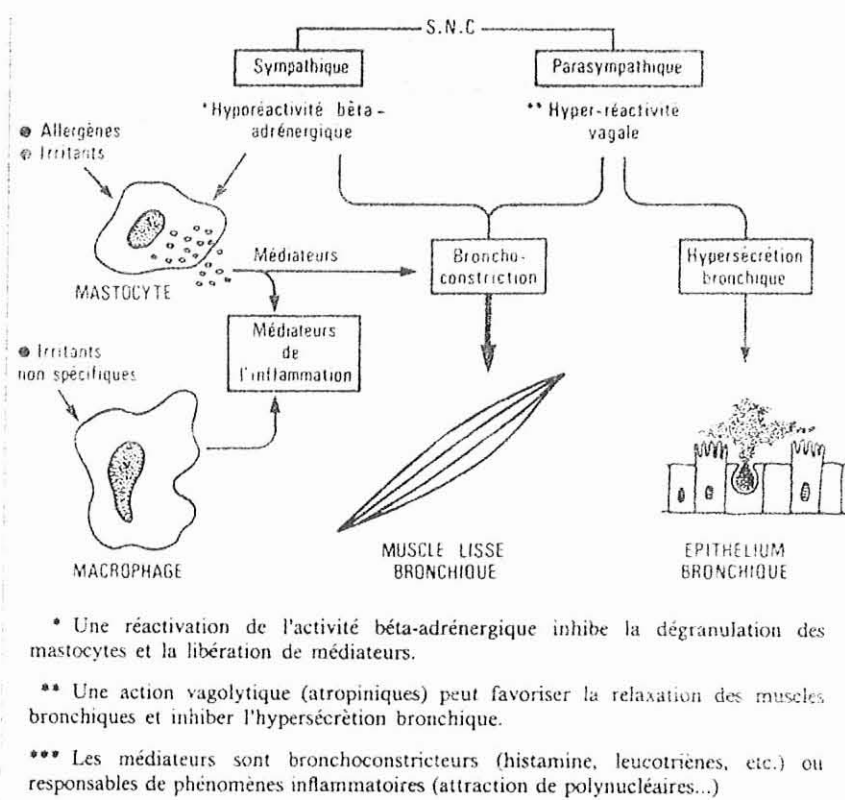 S.N.C
Sympathique
Parasympathique
* Hyporéactivité bêta-
adrénergique
** Hyper-réactivité
vagale
Allergènes
Irritants
MASTOCYTE
Médiateurs
Broncho-
constriction
Hypersécrétion
bronchique
Médiateurs
de
l'inflammation
Irritants
non spécifiques
MACROPHAGE
MUSCLE LISSE
BRONCHIQUE
EPITHELIUM
BRONCHIQUE
* Une réactivation de l'activité béta-adrénergique inhibe la dégranulation des
mastocytes et la libération de médiateurs.
** Une action vagolytique (atropiniques) peut favoriser la relaxation des muscles
bronchiques et inhiber l'hypersécrètion bronchique.
*** Les médiateurs sont bronchoconstricteurs (histamine, leucotriènes, etc.) ou
responsables de phénomènes inflammatoires (attraction de polynucléaires...)